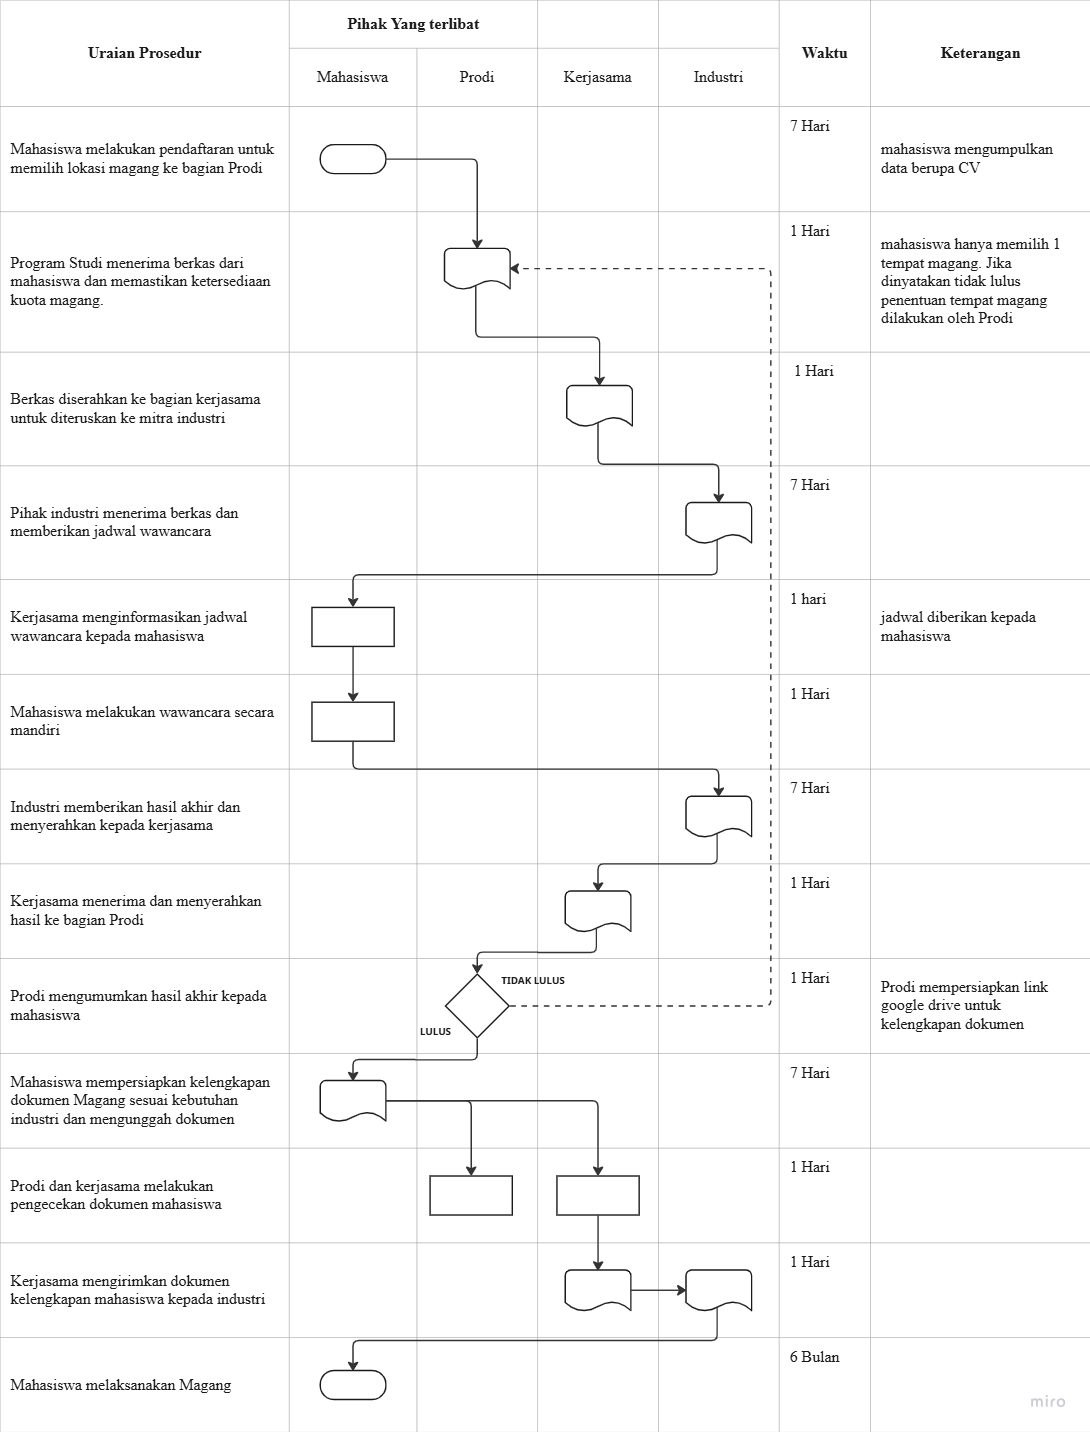 Uraian Prosedur
Pihak Yang terlibat
Waktu
Keterangan
Mahasiswa
Prodi
Kerjasama
Industri
Mahasiswa melakukan pendaftaran untuk
memilih lokasi magang ke bagian Prodi
7 Hari
mahasiswa mengumpulkan
data berupa CV
Program Studi menerima berkas dari
mahasiswa dan memastikan ketersediaan
kuota magang.
1 Hari
mahasiswa hanya memilih 1
tempat magang. Jika
dinyatakan tidak lulus
penentuan tempat magang
dilakukan oleh Prodi
Berkas diserahkan ke bagian kerjasama
untuk diteruskan ke mitra industri
1 Hari
Pihak industri menerima berkas dan
memberikan jadwal wawancara
7 Hari
Kerjasama menginformasikan jadwal
wawancara kepada mahasiswa
1 hari
jadwal diberikan kepada
mahasiswa
Mahasiswa melakukan wawancara secara
mandiri
1 Hari
Industri memberikan hasil akhir dan
menyerahkan kepada kerjasama
7 Hari
Kerjasama menerima dan menyerahkan
hasil ke bagian Prodi
1 Hari
Prodi mengumumkan hasil akhir kepada
mahasiswa
TIDAK LULUS
LULUS
1 Hari
Prodi mempersiapkan link
google drive untuk
kelengkapan dokumen
Mahasiswa mempersiapkan kelengkapan
dokumen Magang sesuai kebutuhan
industri dan mengunggah dokumen
7 Hari
Prodi dan kerjasama melakukan
pengecekan dokumen mahasiswa
1 Hari
Kerjasama mengirimkan dokumen
kelengkapan mahasiswa kepada industri
1 Hari
Mahasiswa melaksanakan Magang
6 Bulan
miro